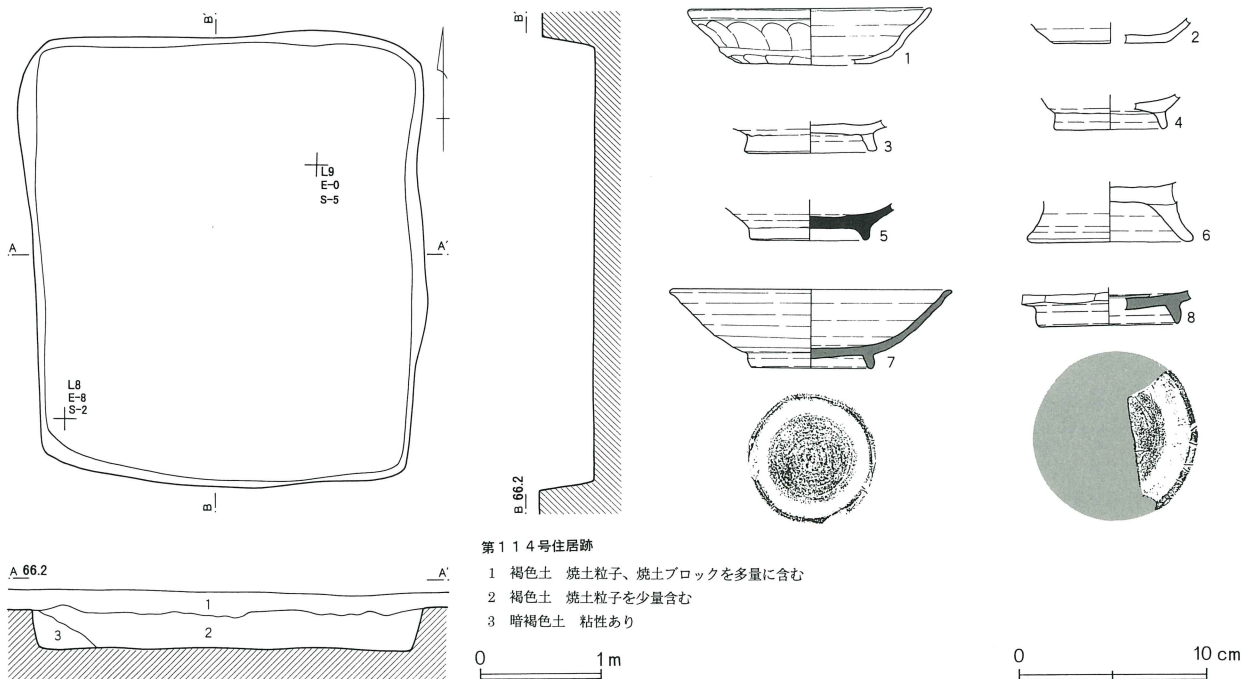 B'
L9
E-0
S-5
A
A'
L8
E-8
S-2
B
B'
B 66.2
A 66.2
A'
1
2
3
1
2
3
4
5
6
7
8
第114号住居跡
1 褐色土 焼土粒子、焼土ブロックを多量に含む
2 褐色土 焼土粒子を少量含む
3 暗褐色土 粘性あり
0 1m
0 10cm